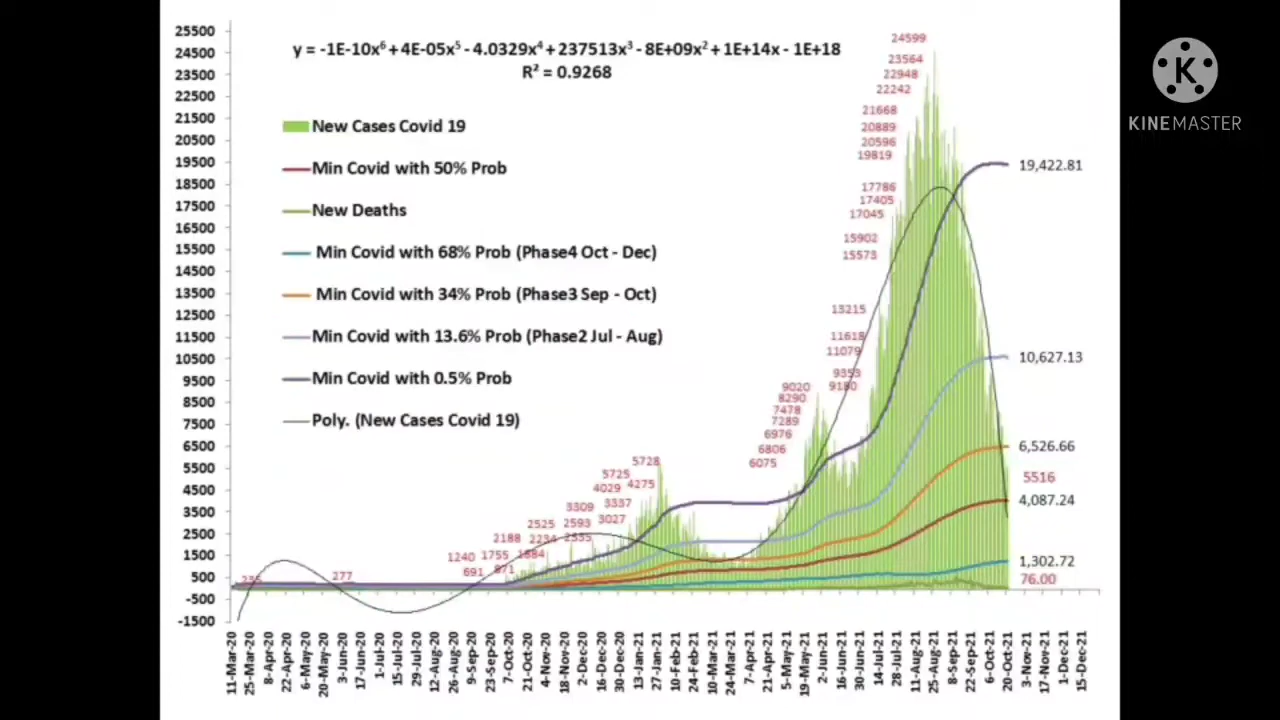 25500
24500
23500
22500
21500
20500
19500
18500
17500
16500
15500
14500
13500
12500
11500
10500
9500
8500
7500
6500
5500
4500
3500
2500
1500
500
-500
-1500
y = -1E-10x⁶ + 4E-05x⁵ - 4.0329x⁴ + 237513x³ - 8E+09x² + 1E+14x - 1E+18
R² = 0.9268
New Cases Covid 19
Min Covid with 50% Prob
New Deaths
Min Covid with 68% Prob (Phase4 Oct - Dec)
Min Covid with 34% Prob (Phase3 Sep - Oct)
Min Covid with 13.6% Prob (Phase2 Jul - Aug)
Min Covid with 0.5% Prob
Poly. (New Cases Covid 19)
235
277
1240
691
1755
871
2188
1884
2525
2234
3309
2593
2535
5725
4029
3337
3027
5728
4275
9020
8290
7478
7289
6976
6806
6075
24599
23564
22948
22242
21668
20889
20596
19819
17786
17405
17045
15902
15573
13215
11618
11079
9353
9180
19,422.81
10,627.13
6,526.66
5516
4,087.24
1,302.72
76.00
11-Mar-20
25-Mar-20
8-Apr-20
22-Apr-20
6-May-20
20-May-20
3-Jun-20
17-Jun-20
1-Jul-20
15-Jul-20
29-Jul-20
12-Aug-20
26-Aug-20
9-Sep-20
23-Sep-20
7-Oct-20
21-Oct-20
4-Nov-20
18-Nov-20
2-Dec-20
16-Dec-20
30-Dec-20
13-Jan-21
27-Jan-21
10-Feb-21
24-Feb-21
10-Mar-21
24-Mar-21
7-Apr-21
21-Apr-21
5-May-21
19-May-21
2-Jun-21
16-Jun-21
30-Jun-21
14-Jul-21
28-Jul-21
11-Aug-21
25-Aug-21
8-Sep-21
22-Sep-21
6-Oct-21
20-Oct-21
3-Nov-21
17-Nov-21
1-Dec-21
15-Dec-21
K
KINEMASTER